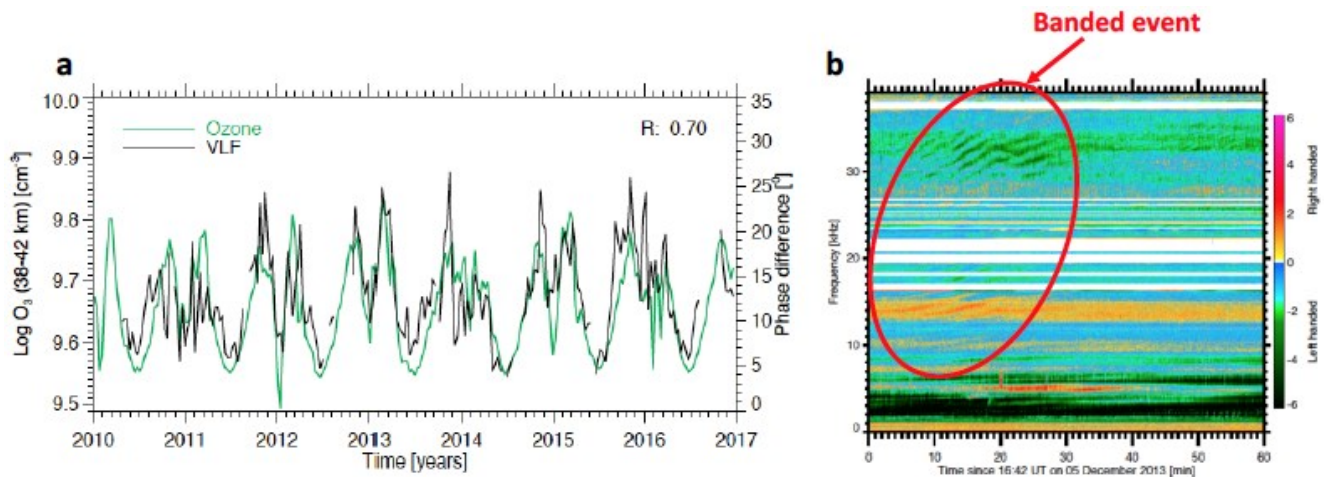 Banded event
a
b
10.0
9.9
9.8
9.7
9.6
9.5
Log O3 (38-42 km) [cm-3]
Ozone
VLF
R: 0.70
35
30
25
20
15
10
5
0
Phase difference [°]
2010 2011 2012 2013 2014 2015 2016 2017
Time [years]
30
20
10
0
Frequency [kHz]
0 10 20 30 40 50 60
Time since 16:42 UT on 05 December 2013 [min]
6
4
2
0
-2
-4
-6
Right handed
Left handed